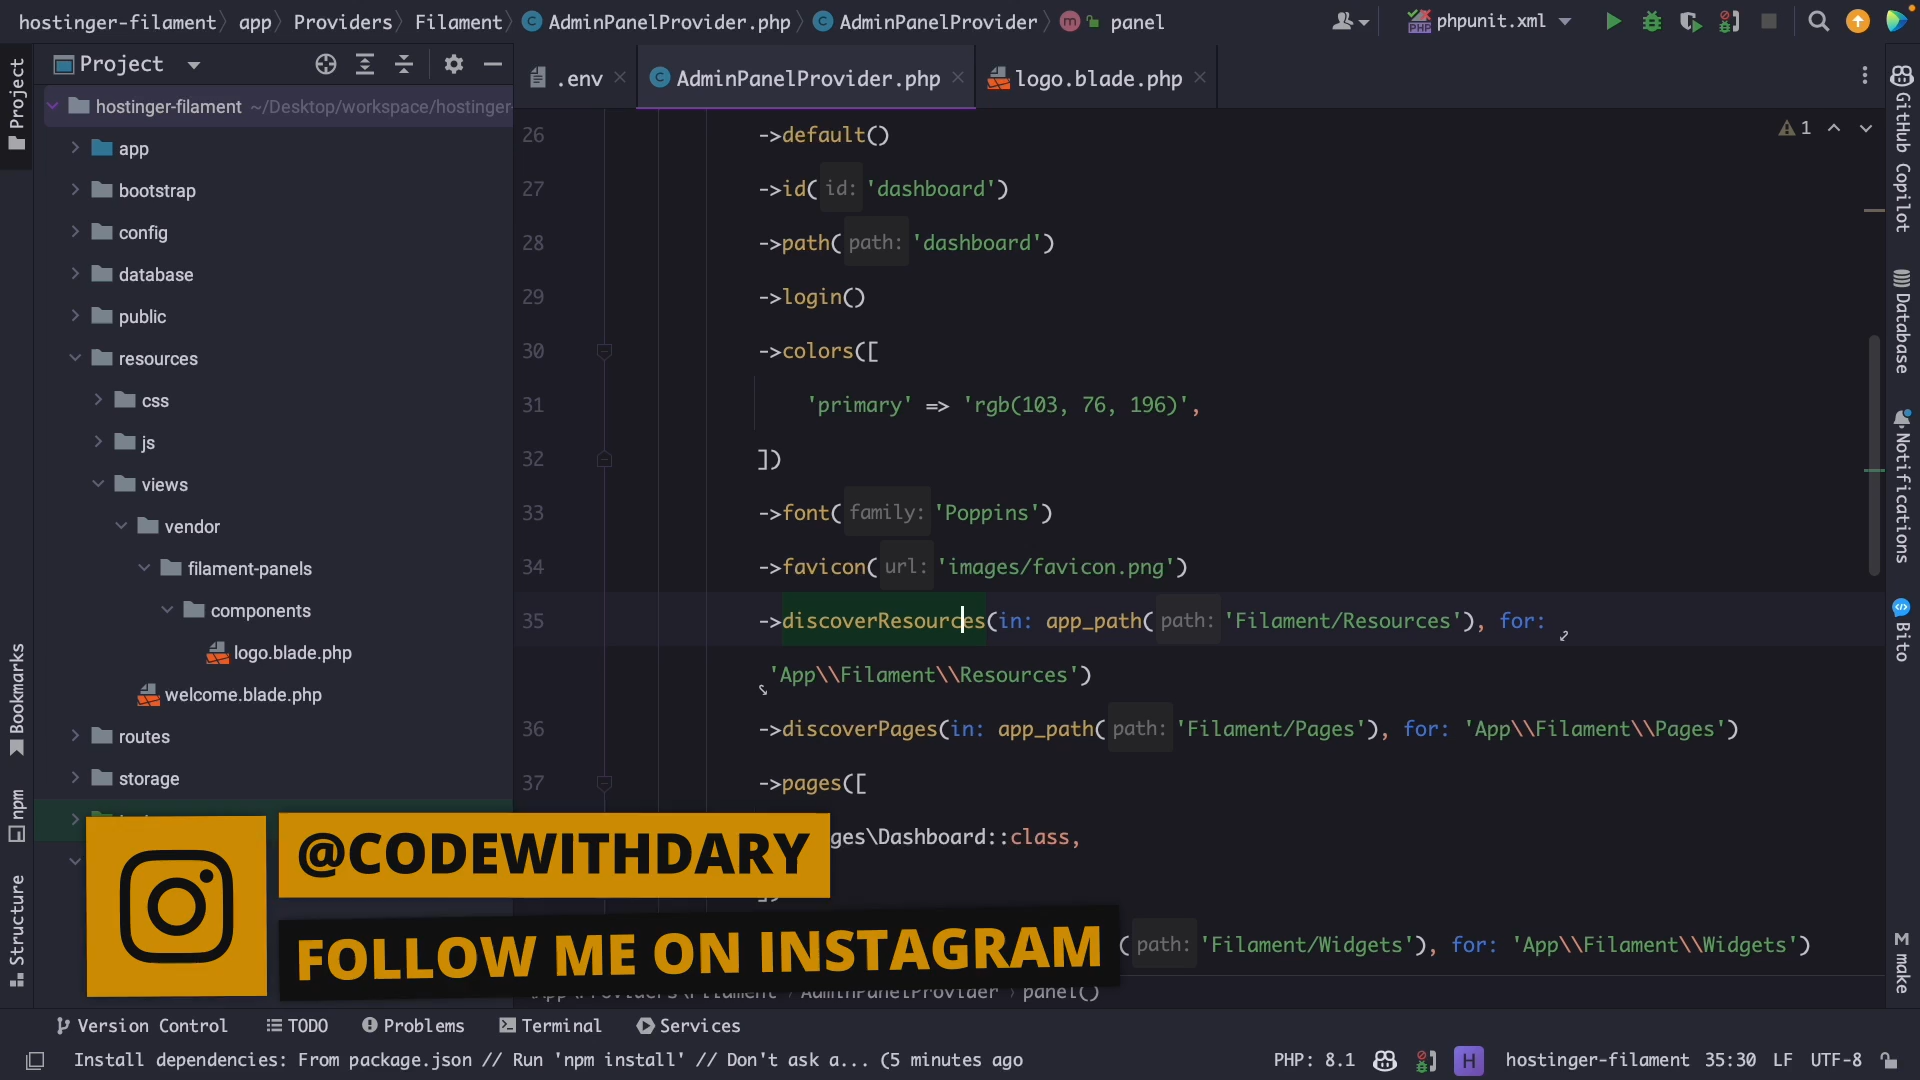 hostinger-filament app Providers Filament AdminPanelProvider.php AdminPanelProvider panel
phpunit.xml
Project
.env
AdminPanelProvider.php
logo.blade.php
hostinger-filament ~/Desktop/workspace/hostinger-
app
bootstrap
config
database
public
resources
css
js
views
vendor
filament-panels
components
logo.blade.php
welcome.blade.php
routes
storage
1
26 ->default()
27 ->id( id: 'dashboard')
28 ->path( path: 'dashboard')
29 ->login()
30 ->colors([
31 'primary' => 'rgb(103, 76, 196)',
32 ])
33 ->font( family: 'Poppins')
34 ->favicon( url: 'images/favicon.png')
35 ->discoverResources(in: app_path( path: 'Filament/Resources'), for:
'App\\Filament\\Resources')
36 ->discoverPages(in: app_path( path: 'Filament/Pages'), for: 'App\\Filament\\Pages')
37 ->pages([
ges\Dashboard::class,
( path: 'Filament/Widgets'), for: 'App\\Filament\\Widgets')
App\Providers\Filament AdminPanelProvider panel()
@CODEWITHDARY
FOLLOW ME ON INSTAGRAM
Project
Bookmarks
npm
Structure
GitHub Copilot
Database
Notifications
Bito
make
Version Control
TODO
Problems
Terminal
Services
Install dependencies: From package.json // Run 'npm install' // Don't ask a... (5 minutes ago
PHP: 8.1
H
hostinger-filament
35:30
LF
UTF-8